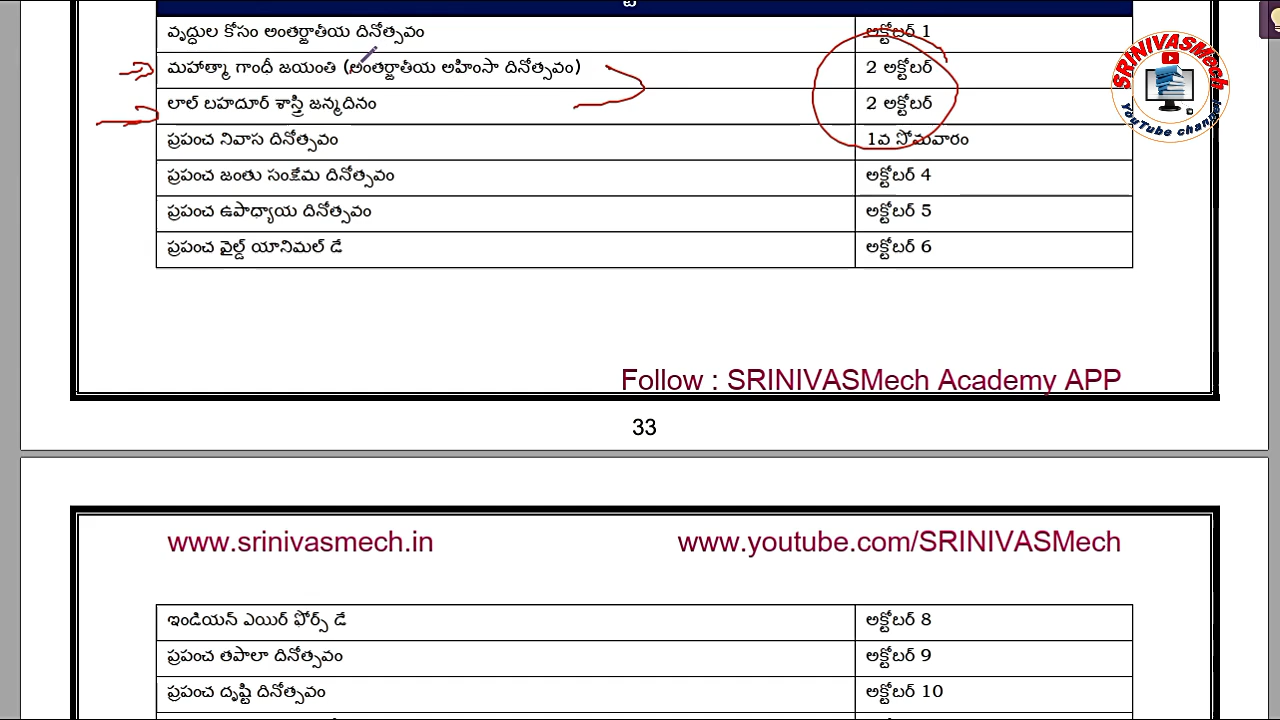 వృద్ధుల కోసం అంతర్జాతీయ దినోత్సవం అక్టోబర్ 1
మహాత్మా గాంధీ జయంతి (అంతర్జాతీయ అహింసా దినోత్సవం) 2 అక్టోబర్
లాల్ బహదూర్ శాస్త్రి జన్మదినం 2 అక్టోబర్
ప్రపంచ నివాస దినోత్సవం 1వ సోమవారం
ప్రపంచ జంతు సంక్షేమ దినోత్సవం అక్టోబర్ 4
ప్రపంచ ఉపాధ్యాయ దినోత్సవం అక్టోబర్ 5
ప్రపంచ వైల్డ్ యానిమల్ డే అక్టోబర్ 6
SRINIVASMech
YouTube channel
Follow : SRINIVASMech Academy APP
33
www.srinivasmech.in www.youtube.com/SRINIVASMech
ఇండియన్ ఎయిర్ ఫోర్స్ డే అక్టోబర్ 8
ప్రపంచ తపాలా దినోత్సవం అక్టోబర్ 9
ప్రపంచ దృష్టి దినోత్సవం అక్టోబర్ 10